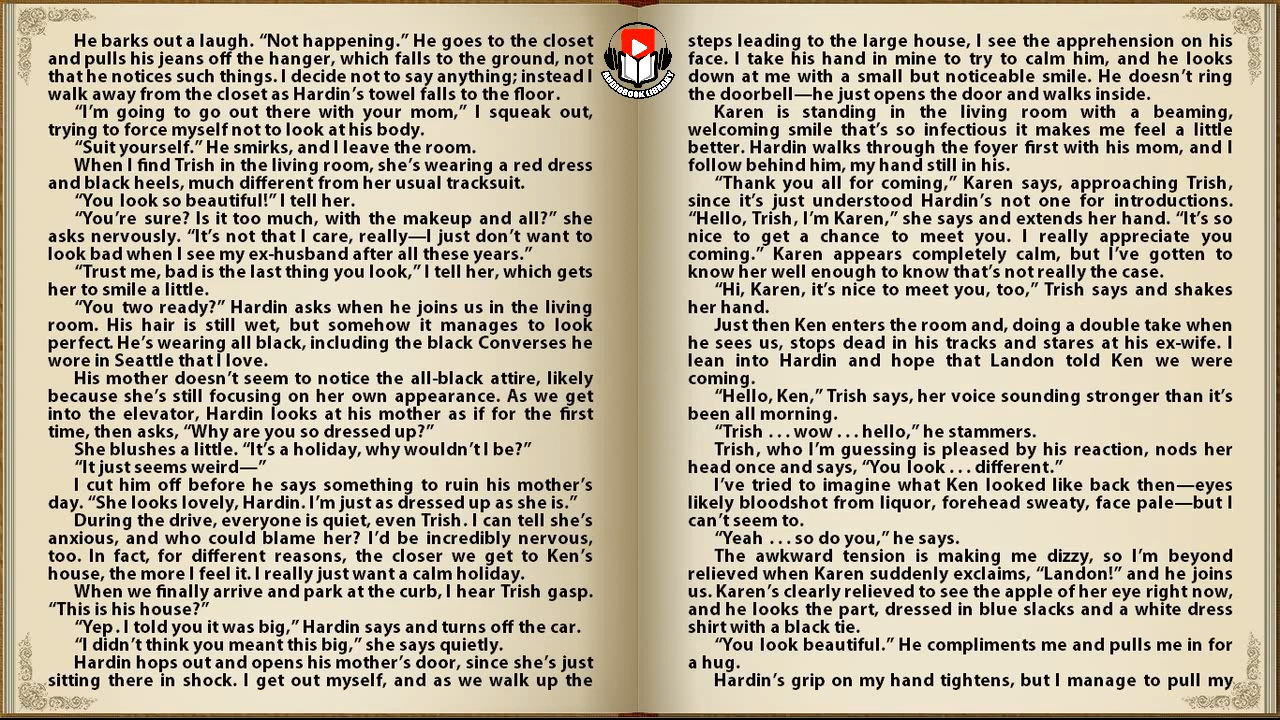 He barks out a laugh. “Not happening.” He goes to the closet
and pulls his jeans off the hanger, which falls to the ground, not
that he notices such things. I decide not to say anything; instead I
walk away from the closet as Hardin’s towel falls to the floor.
“I’m going to go out there with your mom,” I squeak out,
trying to force myself not to look at his body.
“Suit yourself.” He smirks, and I leave the room.
When I find Trish in the living room, she’s wearing a red dress
and black heels, much different from her usual tracksuit.
“You look so beautiful!” I tell her.
“You’re sure? Is it too much, with the makeup and all?” she
asks nervously. “It’s not that I care, really—I just don’t want to
look bad when I see my ex-husband after all these years.”
“Trust me, bad is the last thing you look,” I tell her, which gets
her to smile a little.
“You two ready?” Hardin asks when he joins us in the living
room. His hair is still wet, but somehow it manages to look
perfect. He’s wearing all black, including the black Converses he
wore in Seattle that I love.
His mother doesn’t seem to notice the all-black attire, likely
because she’s still focusing on her own appearance. As we get
into the elevator, Hardin looks at his mother as if for the first
time, then asks, “Why are you so dressed up?”
She blushes a little. “It’s a holiday, why wouldn’t I be?”
“It just seems weird—”
I cut him off before he says something to ruin his mother’s
day. “She looks lovely, Hardin. I’m just as dressed up as she is.”
During the drive, everyone is quiet, even Trish. I can tell she’s
anxious, and who could blame her? I’d be incredibly nervous,
too. In fact, for different reasons, the closer we get to Ken’s
house, the more I feel it. I really just want a calm holiday.
When we finally arrive and park at the curb, I hear Trish gasp.
“This is his house?”
“Yep. I told you it was big,” Hardin says and turns off the car.
“I didn’t think you meant this big,” she says quietly.
Hardin hops out and opens his mother’s door, since she’s just
sitting there in shock. I get out myself, and as we walk up the
AUDIOBOOK LIBRARY
steps leading to the large house, I see the apprehension on his
face. I take his hand in mine to try to calm him, and he looks
down at me with a small but noticeable smile. He doesn’t ring
the doorbell—he just opens the door and walks inside.
Karen is standing in the living room with a beaming,
welcoming smile that’s so infectious it makes me feel a little
better. Hardin walks through the foyer first with his mom, and I
follow behind him, my hand still in his.
“Thank you all for coming,” Karen says, approaching Trish,
since it’s just understood Hardin’s not one for introductions.
“Hello, Trish, I’m Karen,” she says and extends her hand. “It’s so
nice to get a chance to meet you. I really appreciate you
coming.” Karen appears completely calm, but I’ve gotten to
know her well enough to know that’s not really the case.
“Hi, Karen, it’s nice to meet you, too,” Trish says and shakes
her hand.
Just then Ken enters the room and, doing a double take when
he sees us, stops dead in his tracks and stares at his ex-wife. I
lean into Hardin and hope that Landon told Ken we were
coming.
“Hello, Ken,” Trish says, her voice sounding stronger than it’s
been all morning.
“Trish . . . wow . . . hello,” he stammers.
Trish, who I’m guessing is pleased by his reaction, nods her
head once and says, “You look . . . different.”
I’ve tried to imagine what Ken looked like back then—eyes
likely bloodshot from liquor, forehead sweaty, face pale—but I
can’t seem to.
“Yeah . . . so do you,” he says.
The awkward tension is making me dizzy, so I’m beyond
relieved when Karen suddenly exclaims, “Landon!” and he joins
us. Karen’s clearly relieved to see the apple of her eye right now,
and he looks the part, dressed in blue slacks and a white dress
shirt with a black tie.
“You look beautiful.” He compliments me and pulls me in for
a hug.
Hardin’s grip on my hand tightens, but I manage to pull my